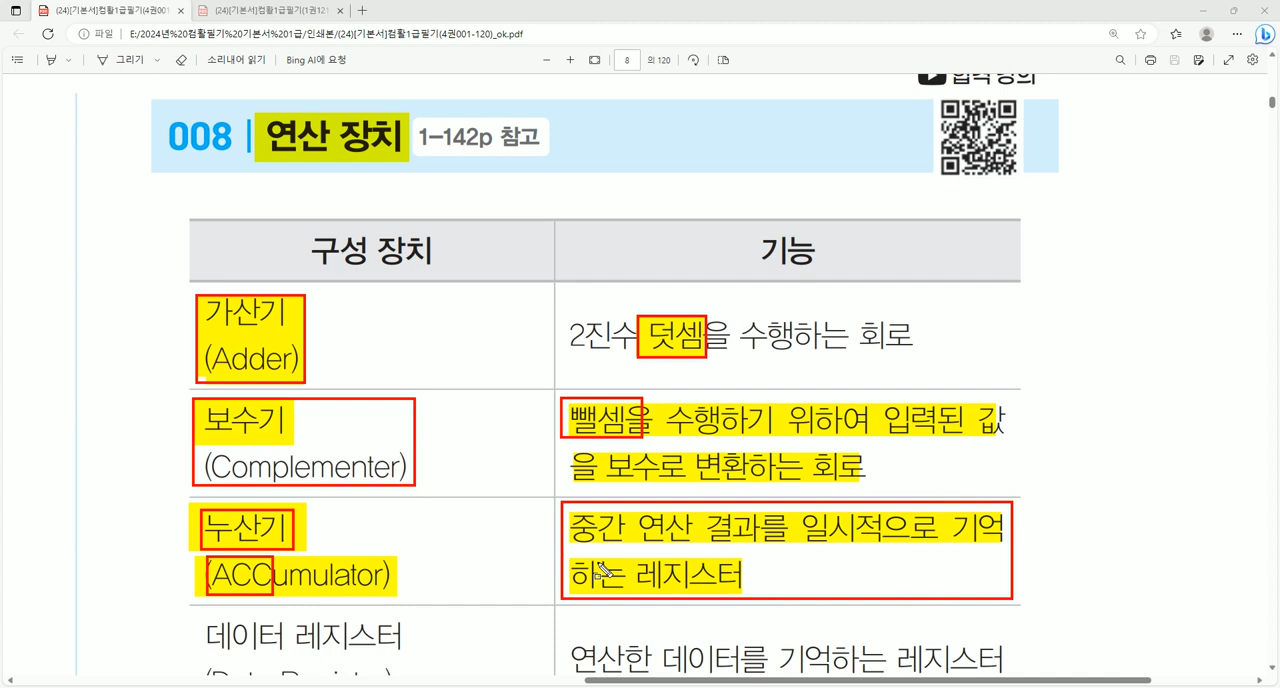 (24)[기본서]컴활1급필기(4권001
(24)[기본서]컴활1급필기(1권121
파일
E:/2024년%20컴활필기%20기본서%201급/인쇄본/(24)[기본서]컴활1급필기(4권001-120)_ok.pdf
그리기
소리내어 읽기
Bing AI에 요청
8
의 120
합격강의
008
연산 장치
1-142p 참고
구성 장치
기능
가산기
(Adder)
2진수 덧셈을 수행하는 회로
보수기
(Complementer)
뺄셈을 수행하기 위하여 입력된 값
을 보수로 변환하는 회로
누산기
(ACCumulator)
중간 연산 결과를 일시적으로 기억
하는 레지스터
데이터 레지스터
연산한 데이터를 기억하는 레지스터